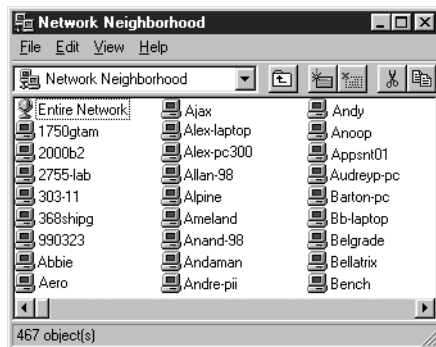 Network Neighborhood
File Edit View Help
Network Neighborhood
Entire Network Ajax Andy
1750gtam Alex-laptop Anoop
2000b2 Alex-pc300 Appsnt01
2755-lab Allan-98 Audreyp-pc
303-11 Alpine Barton-pc
368shipg Ameland Bb-laptop
990323 Anand-98 Belgrade
Abbie Andaman Bellatrix
Aero Andre-pii Bench
467 object(s)